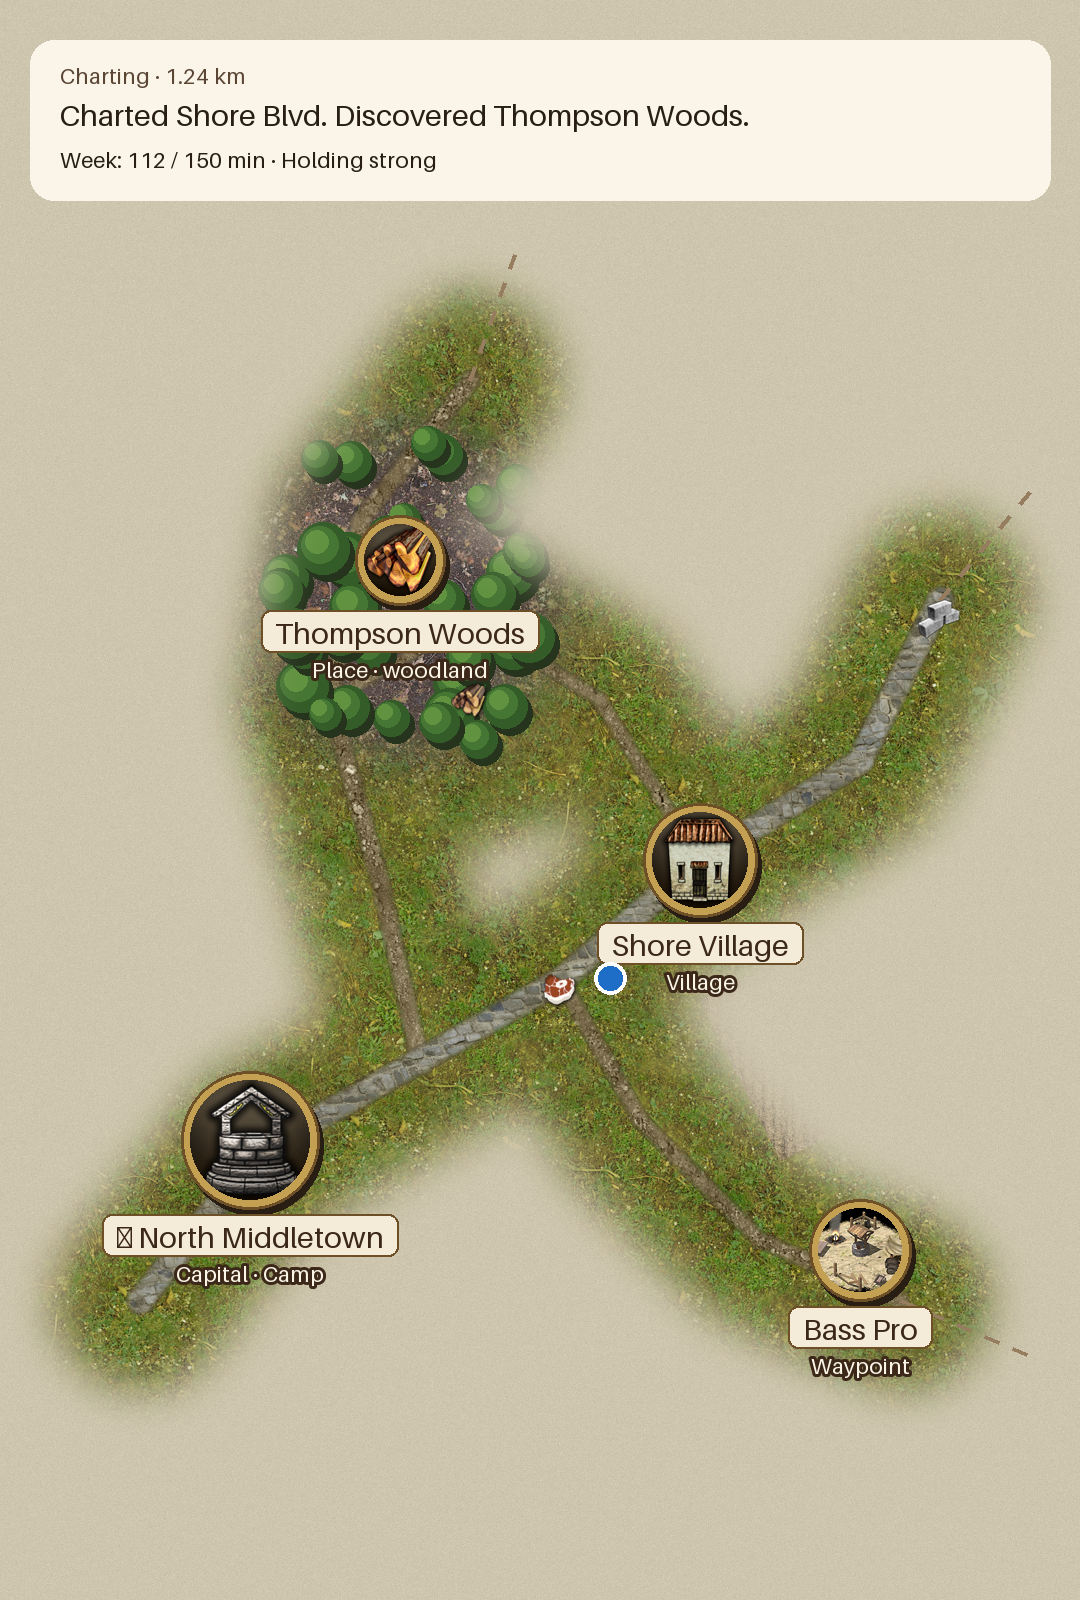 Charting · 1.24 km
Charted Shore Blvd. Discovered Thompson Woods.
Week: 112 / 150 min · Holding strong
Thompson Woods
Place · woodland
Shore Village
Village
North Middletown
Capital · Camp
Bass Pro
Waypoint